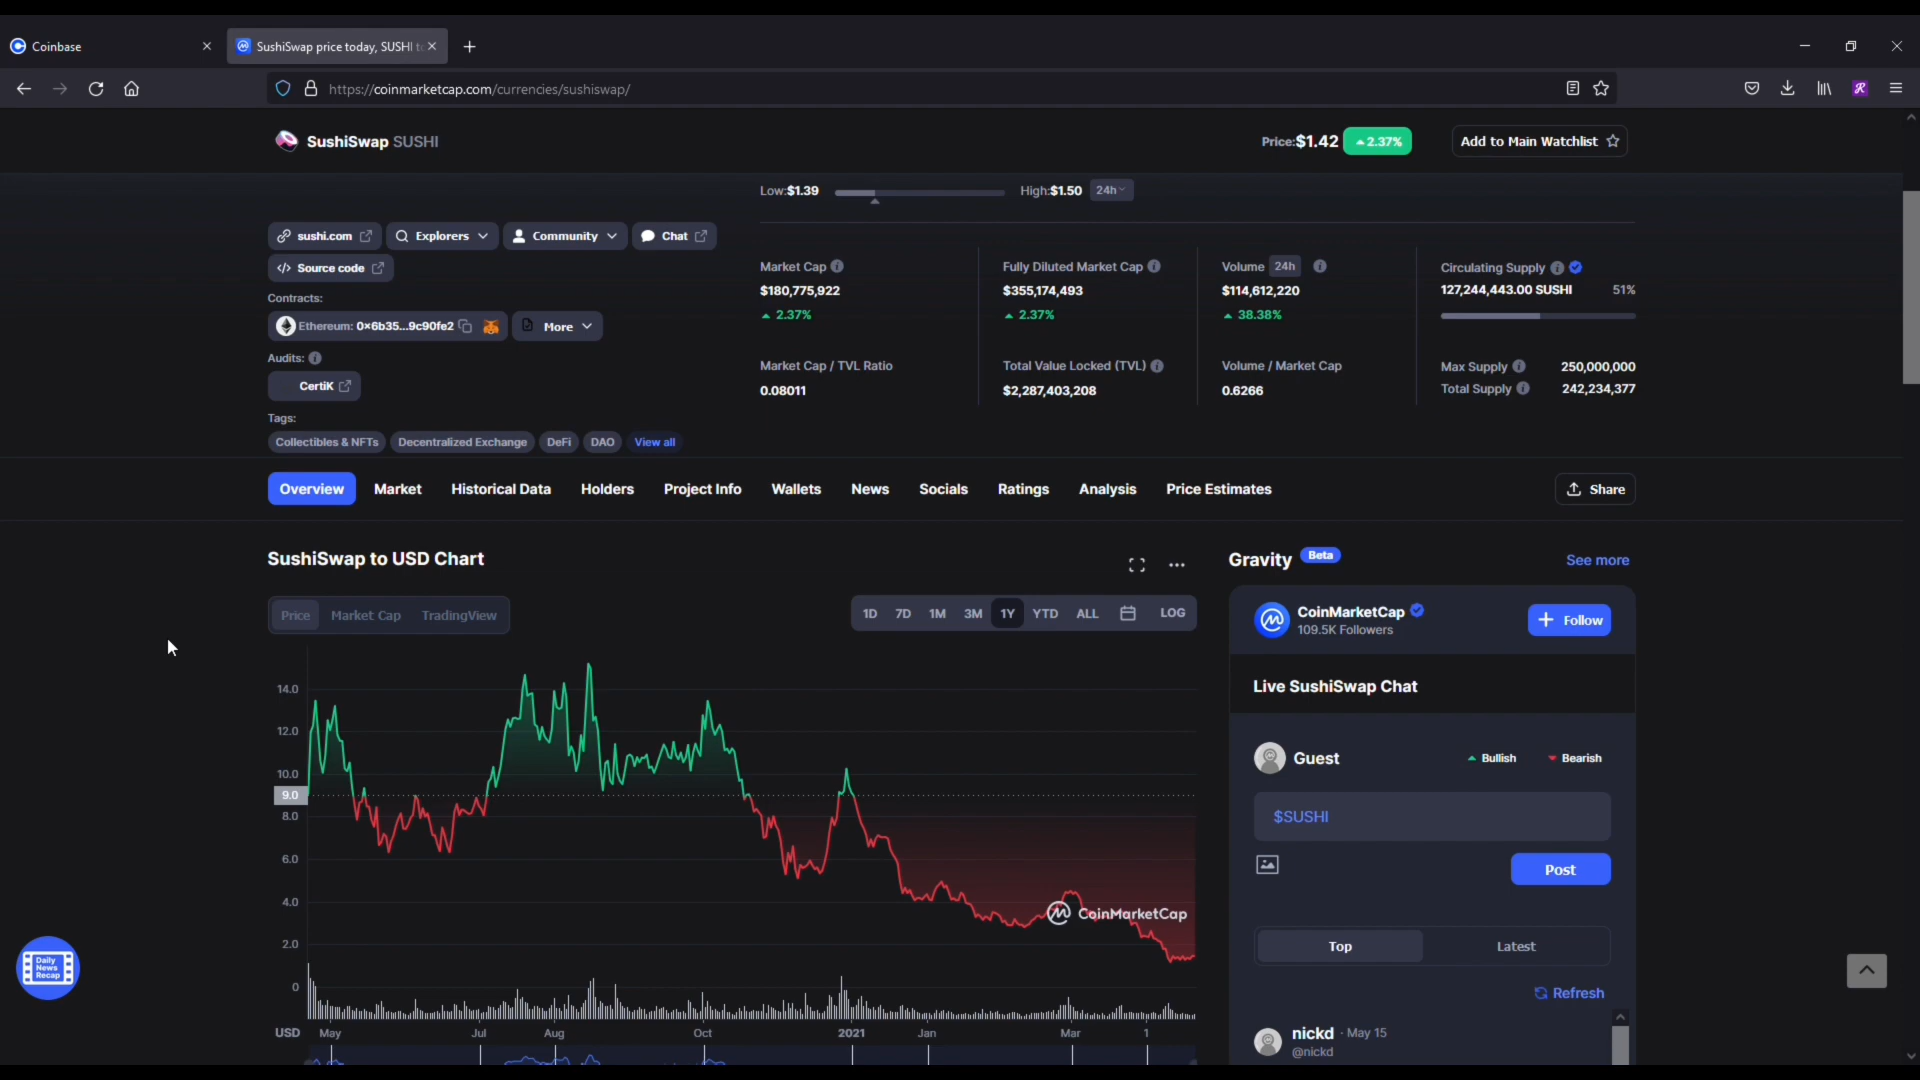 Coinbase
SushiSwap price today, SUSHI t
https://coinmarketcap.com/currencies/sushiswap/
SushiSwap SUSHI
Price:$1.42 2.37%
Add to Main Watchlist
Low:$1.39 High:$1.50 24h
sushi.com Explorers Community Chat
Source code
Contracts:
Ethereum: 0x6b35...9c90fe2 More
Audits:
CertiK
Tags:
Collectibles & NFTs Decentralized Exchange DeFi DAO View all
Market Cap
$180,775,922
2.37%
Market Cap / TVL Ratio
0.08011
Fully Diluted Market Cap
$355,174,493
2.37%
Total Value Locked (TVL)
$2,287,403,208
Volume 24h
$114,612,220
38.38%
Volume / Market Cap
0.6266
Circulating Supply
127,244,443.00 SUSHI 51%
Max Supply 250,000,000
Total Supply 242,234,377
Overview Market Historical Data Holders Project Info Wallets News Socials Ratings Analysis Price Estimates
Share
SushiSwap to USD Chart
Price Market Cap TradingView
1D 7D 1M 3M 1Y YTD ALL LOG
14.0
12.0
10.0
9.0
8.0
6.0
4.0
2.0
0
CoinMarketCap
USD May Jul Aug Oct 2021 Jan Mar 1
Gravity Beta
See more
CoinMarketCap
109.5K Followers
Follow
Live SushiSwap Chat
Guest
Bullish Bearish
$SUSHI
Post
Top Latest
Refresh
nickd · May 15
@nickd
Daily
News
Recap